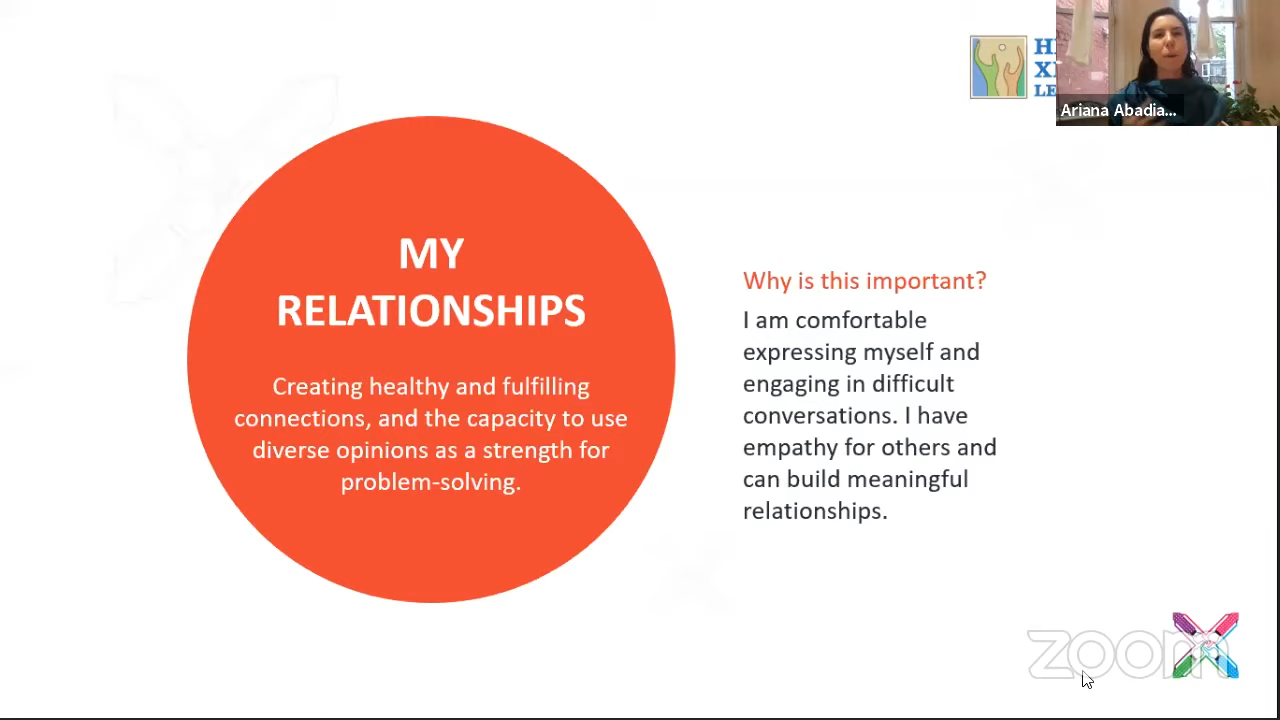 Ariana Abadia...
MY
RELATIONSHIPS
Creating healthy and fulfilling
connections, and the capacity to use
diverse opinions as a strength for
problem-solving.
Why is this important?
I am comfortable
expressing myself and
engaging in difficult
conversations. I have
empathy for others and
can build meaningful
relationships.
zoom